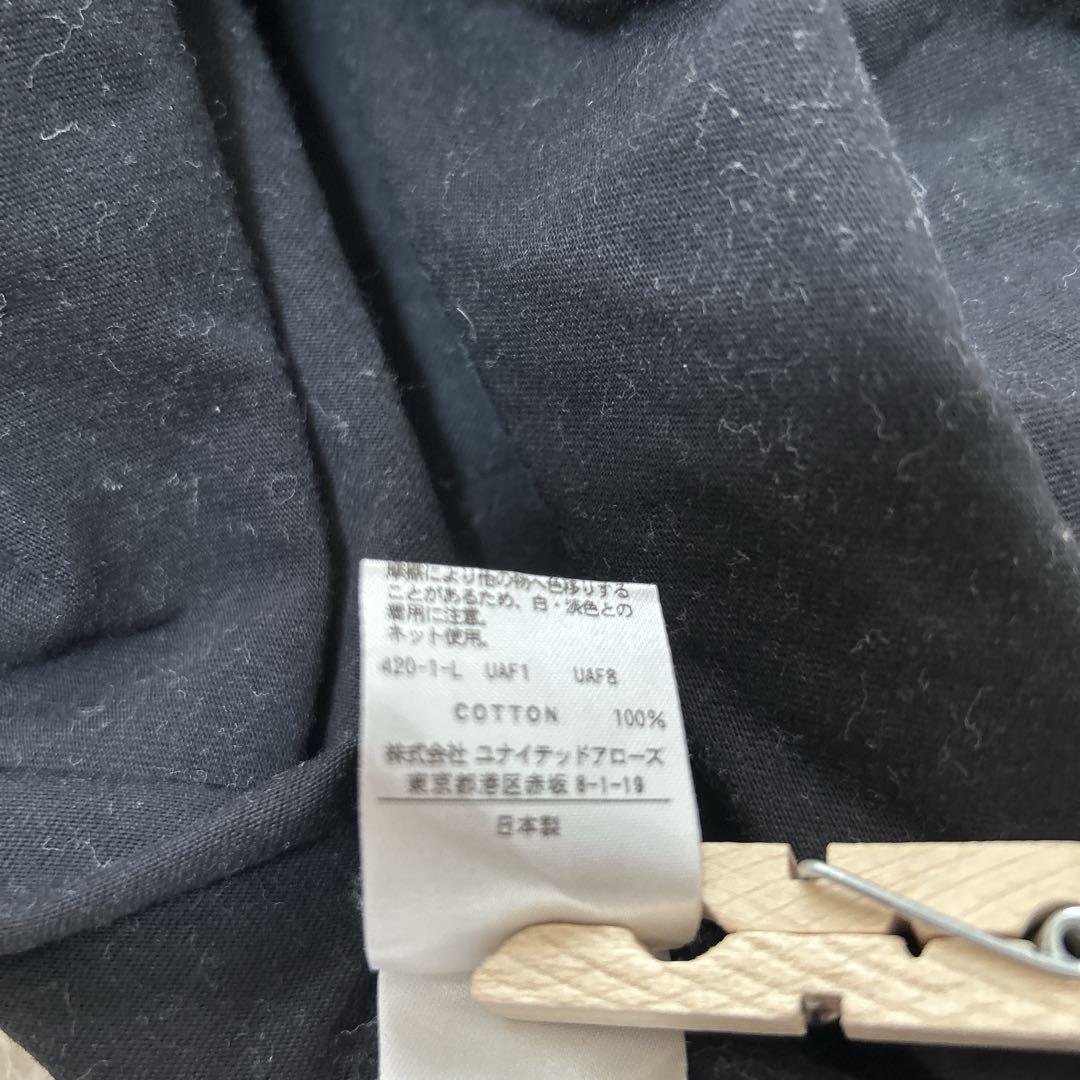 摩擦により他の物へ色移りする
ことがあるため、白・淡色との
着用に注意。
ネット使用。
420-1-L UAF1 UAF8
COTTON 100%
株式会社 ユナイテッドアローズ
東京都港区赤坂 8-1-19
日本製